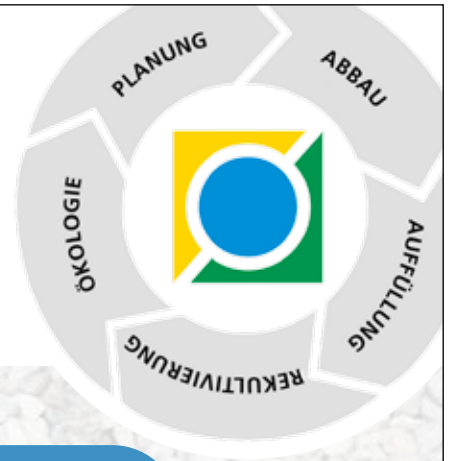 PLANUNG
ABBAU
AUFFÜLLUNG
REKULTIVIERUNG
ÖKOLOGIE